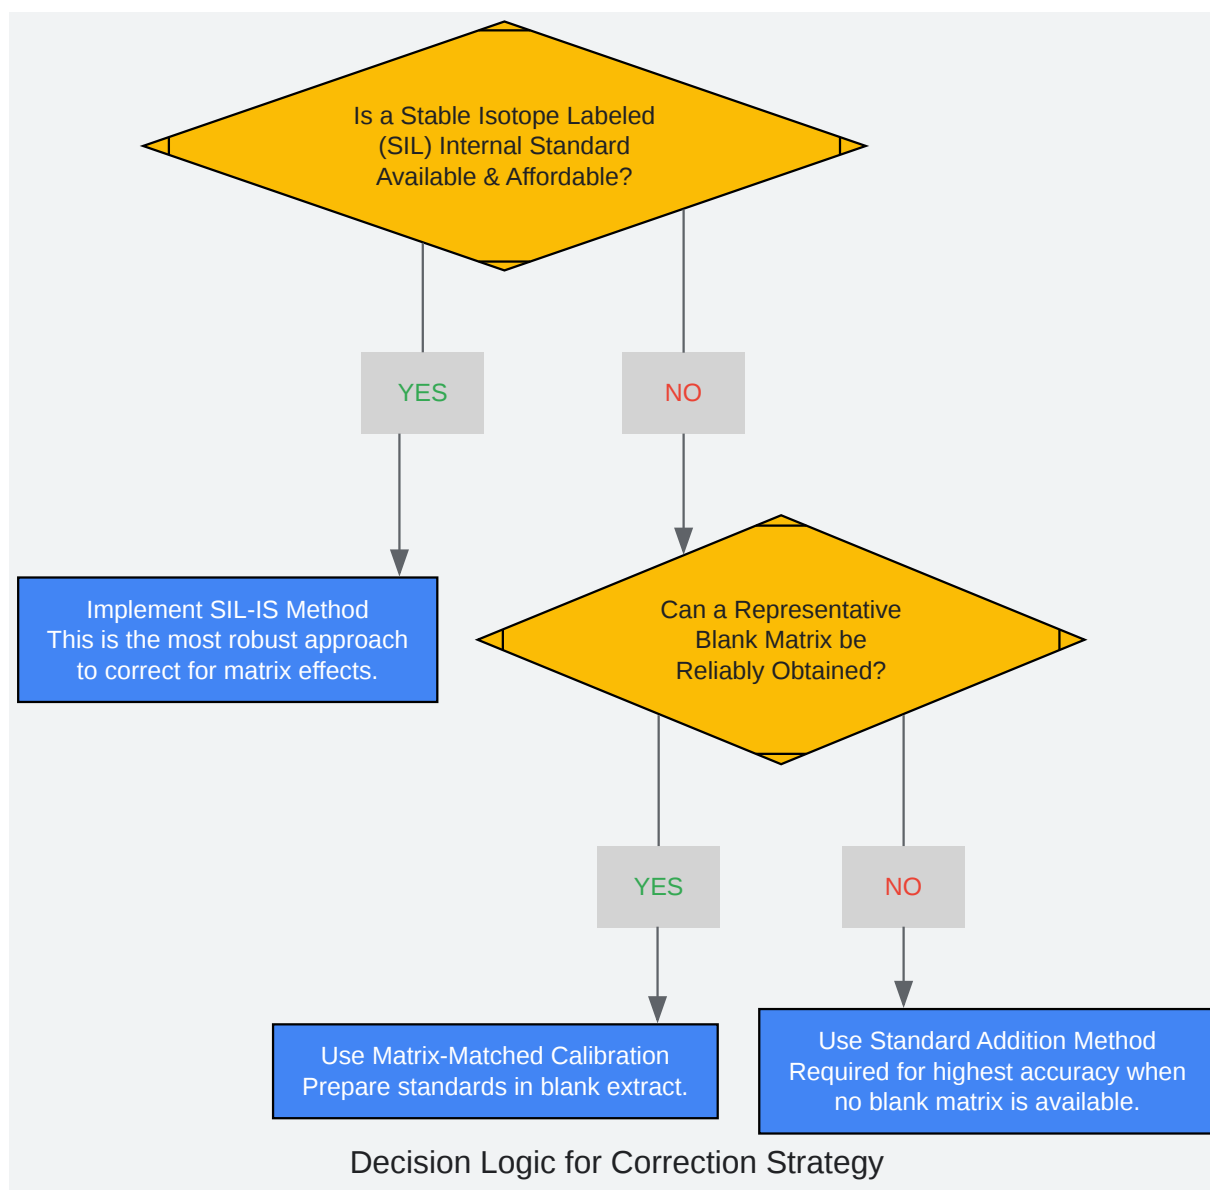 Is a Stable Isotope Labeled
(SIL) Internal Standard
Available & Affordable?
YES
NO
Implement SIL-IS Method
This is the most robust approach
to correct for matrix effects.
Can a Representative
Blank Matrix be
Reliably Obtained?
YES
NO
Use Matrix-Matched Calibration
Prepare standards in blank extract.
Use Standard Addition Method
Required for highest accuracy when
no blank matrix is available.
Decision Logic for Correction Strategy